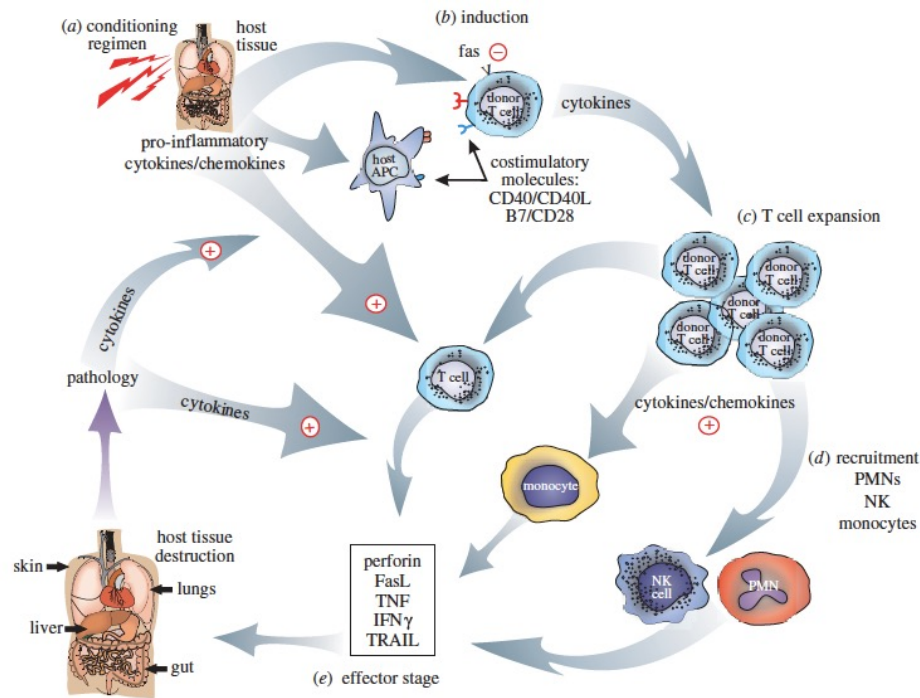 (a) conditioning
regimen
host
tissue
pro-inflammatory
cytokines/chemokines
(b) induction
fas
donor
T cell
cytokines
host
APC
costimulatory
molecules:
CD40/CD40L
B7/CD28
(c) T cell expansion
donor
T cell
donor
T cell
donor
T cell
donor
T cell
donor
T cell
cytokines
pathology
cytokines
T cell
cytokines/chemokines
(d) recruitment
PMNs
NK
monocytes
monocyte
NK
cell
PMN
host tissue
destruction
skin
lungs
liver
gut
perforin
FasL
TNF
IFNγ
TRAIL
(e) effector stage